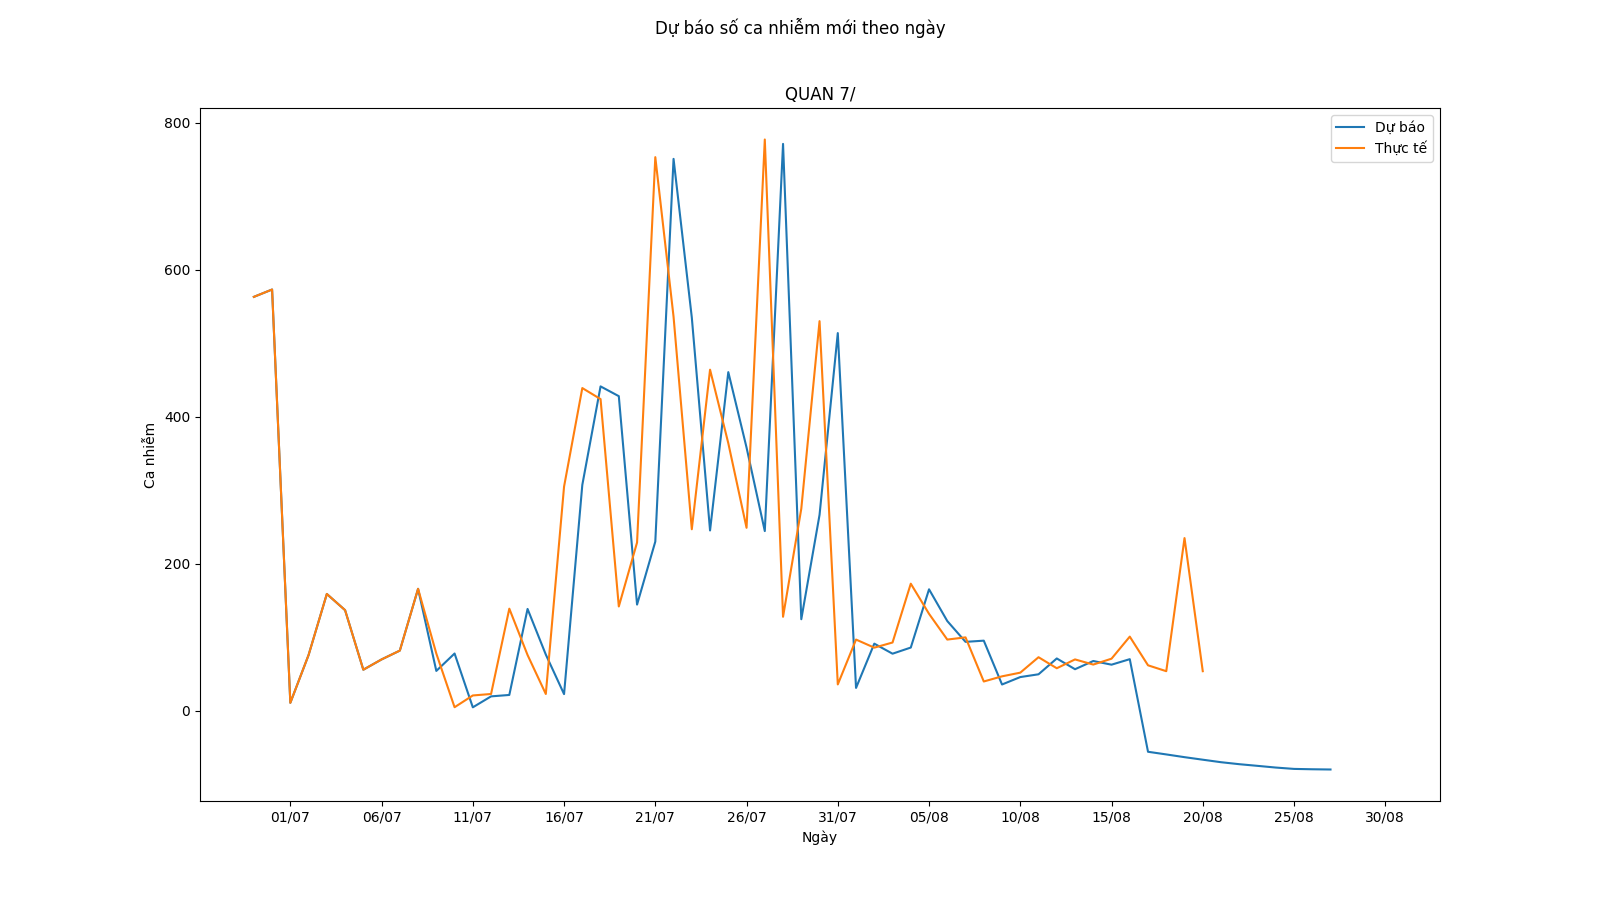 Dự báo số ca nhiễm mới theo ngày
QUAN 7/
Dự báo
Thực tế
800
600
400
200
0
Ca nhiễm
01/07 06/07 11/07 16/07 21/07 26/07 31/07 05/08 10/08 15/08 20/08 25/08 30/08
Ngày